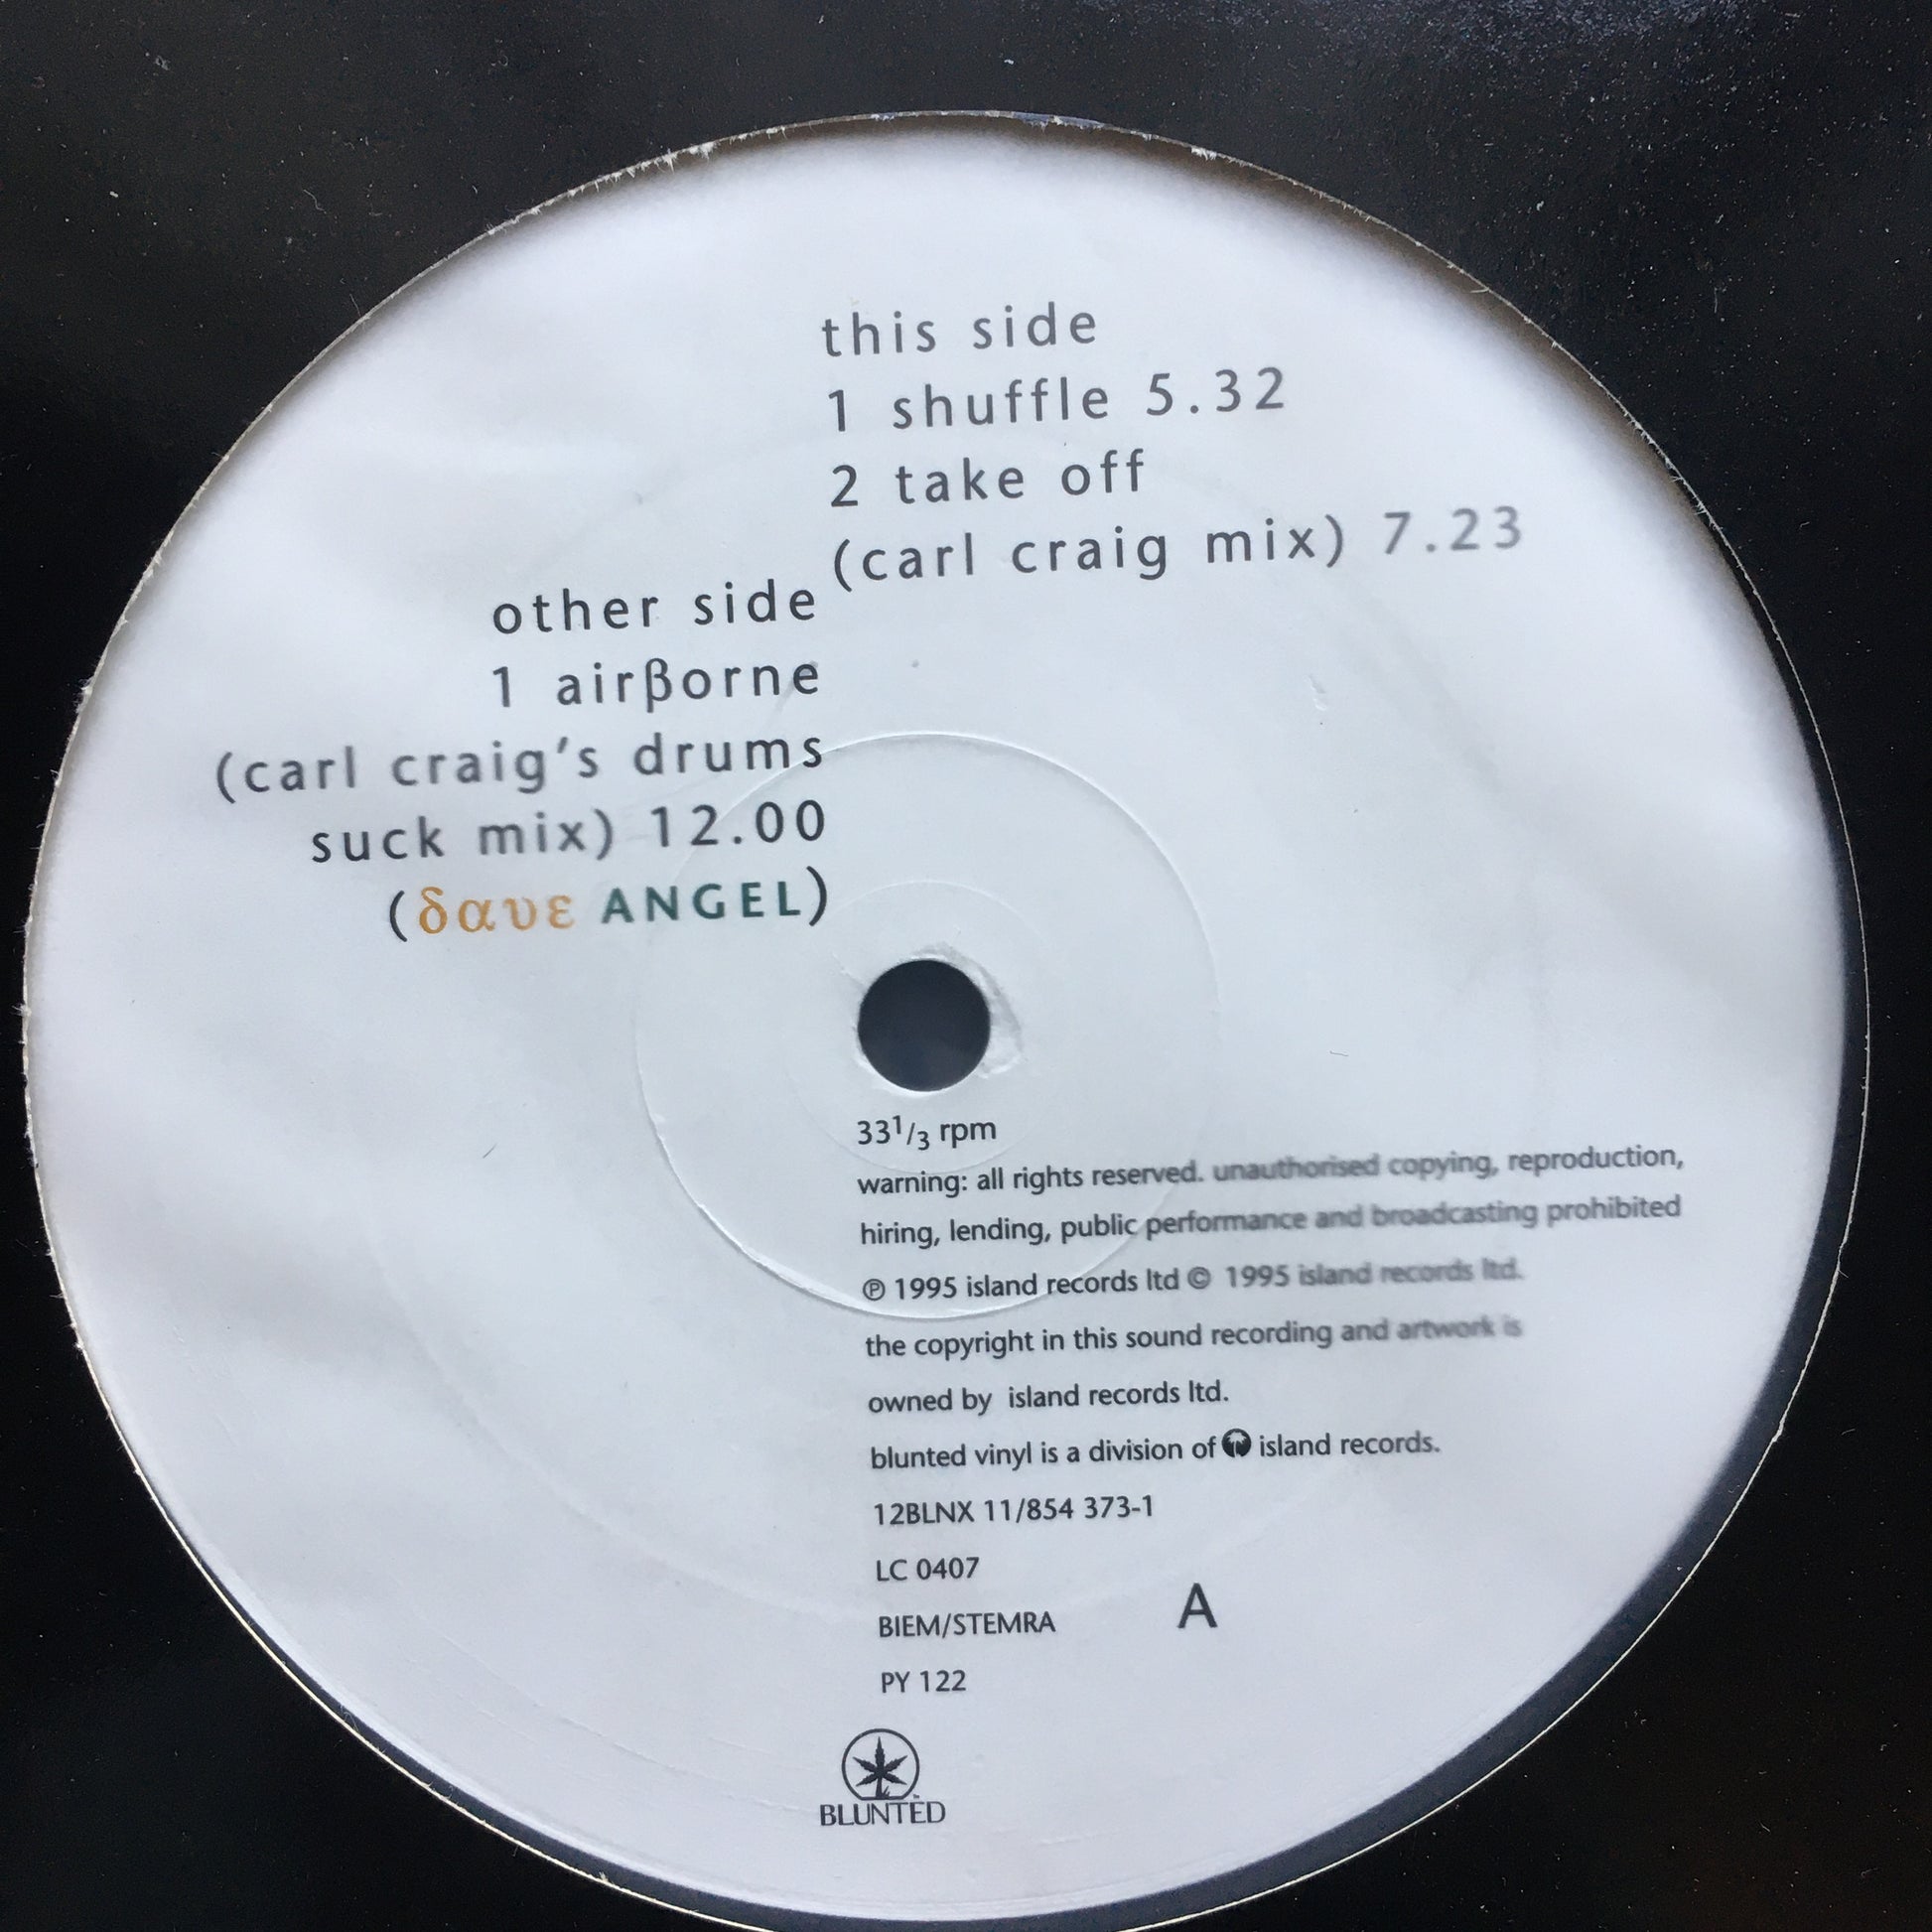 this side
1 shuffle 5.32
2 take off
(carl craig mix) 7.23
other side
1 airβorne
(carl craig's drums
suck mix) 12.00
(δαυε ANGEL)
33¹/₃ rpm
warning: all rights reserved. unauthorised copying, reproduction,
hiring, lending, public performance and broadcasting prohibited
℗ 1995 island records ltd © 1995 island records ltd.
the copyright in this sound recording and artwork is
owned by island records ltd.
blunted vinyl is a division of island records.
12BLNX 11/854 373-1
LC 0407
BIEM/STEMRA
A
PY 122
BLUNTED